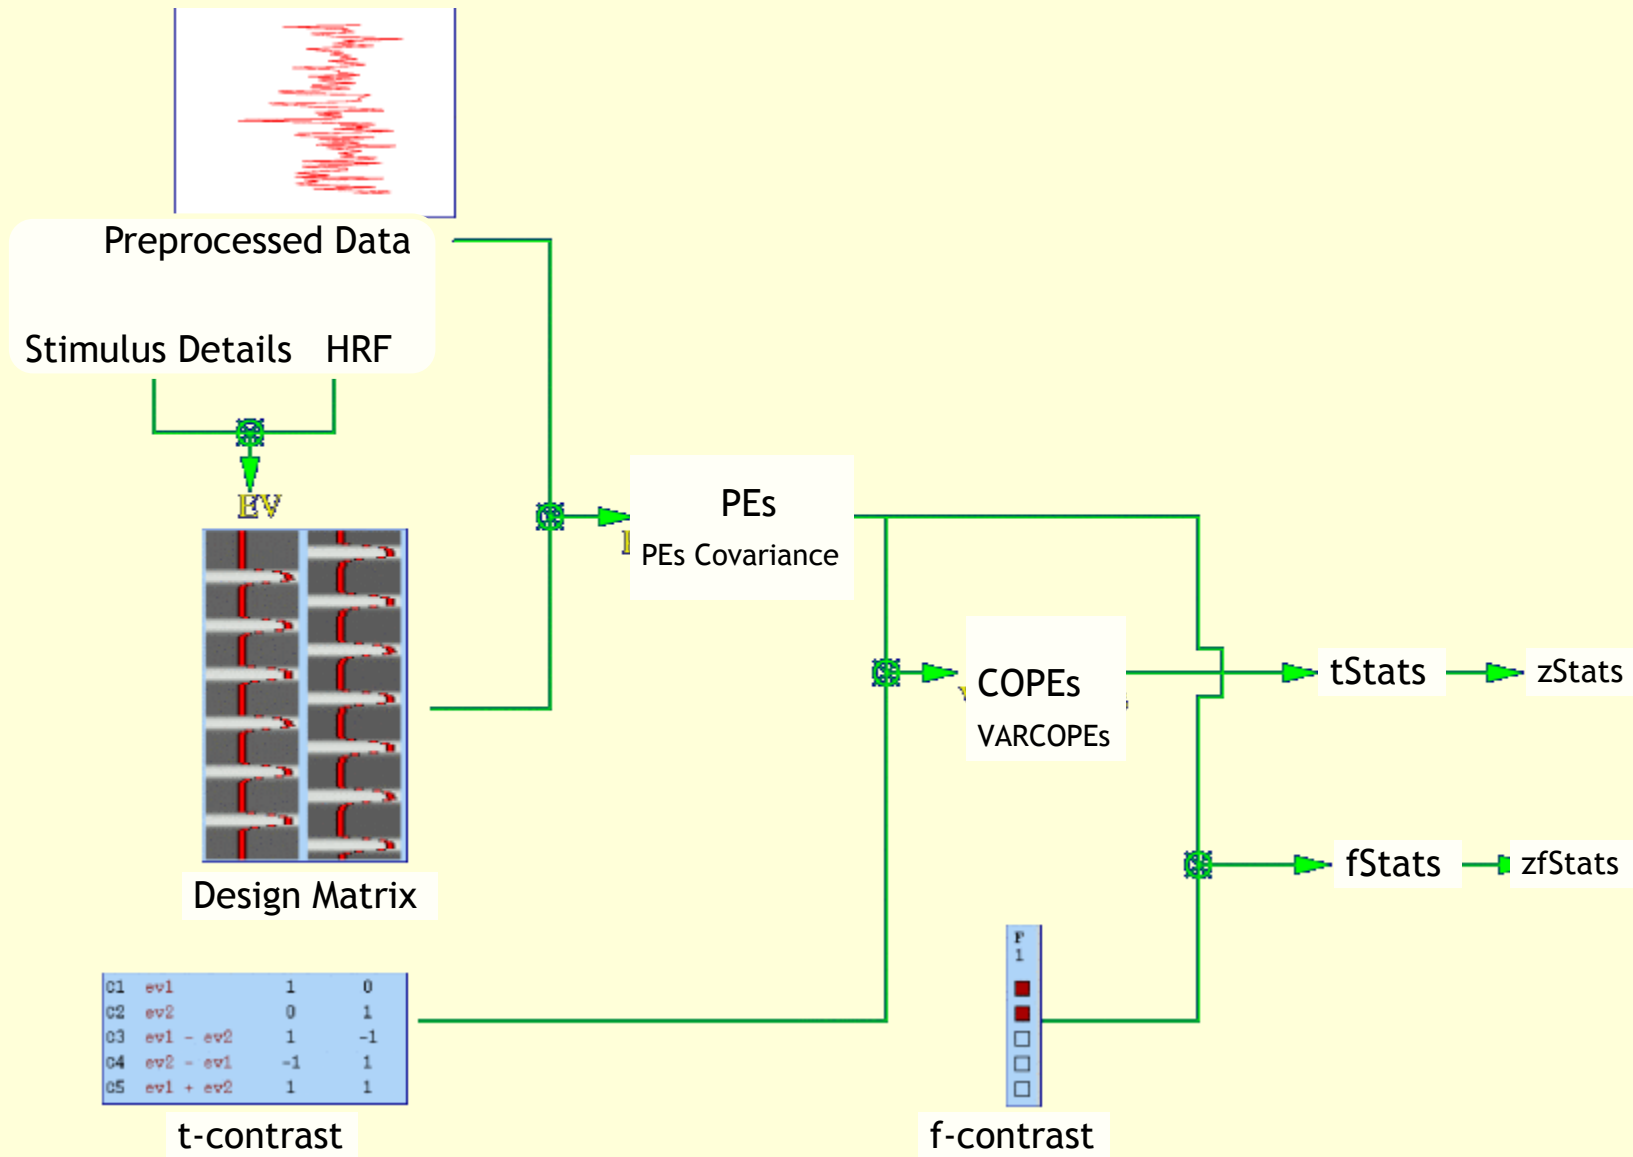 Preprocessed Data
Stimulus Details HRF
EV
PEs
PEs Covariance
COPEs
VARCOPEs
tStats
zStats
fStats
zfStats
Design Matrix
C1 ev1 1 0
C2 ev2 0 1
C3 ev1 - ev2 1 -1
C4 ev2 - ev1 -1 1
C5 ev1 + ev2 1 1
t-contrast
F
1
f-contrast